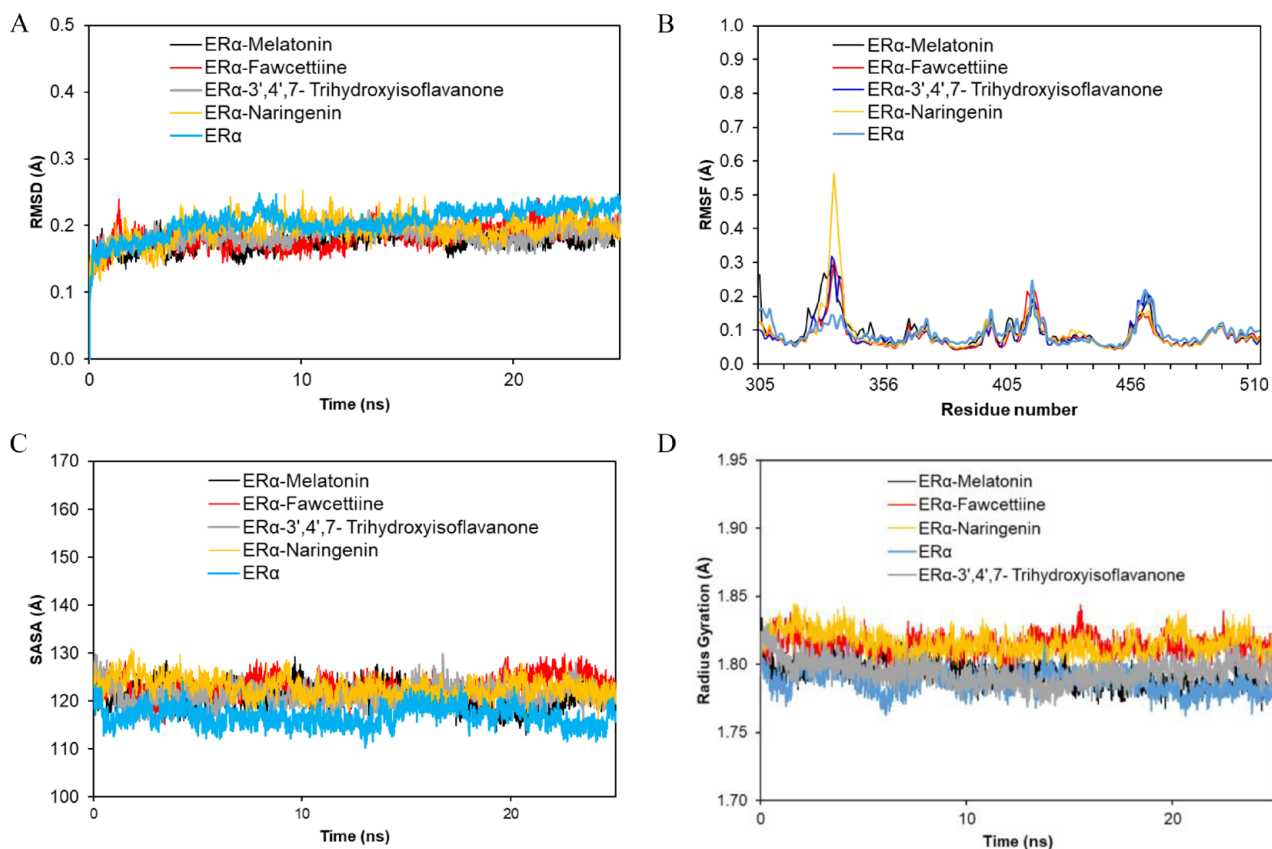 A
RMSD (Å)
0.5
0.4
0.3
0.2
0.1
0.0
ERα-Melatonin
ERα-Fawcettiine
ERα-3',4',7- Trihydroxyisoflavanone
ERα-Naringenin
ERα
0
10
20
Time (ns)
B
RMSF (Å)
1.0
0.9
0.8
0.7
0.6
0.5
0.4
0.3
0.2
0.1
0.0
ERα-Melatonin
ERα-Fawcettiine
ERα-3',4',7- Trihydroxyisoflavanone
ERα-Naringenin
ERα
305
356
405
456
510
Residue number
C
SASA (Å)
170
160
150
140
130
120
110
100
ERα-Melatonin
ERα-Fawcettiine
ERα-3',4',7- Trihydroxyisoflavanone
ERα-Naringenin
ERα
0
10
20
Time (ns)
D
Radius Gyration (Å)
1.95
1.90
1.85
1.80
1.75
1.70
ERα-Melatonin
ERα-Fawcettiine
ERα-Naringenin
ERα
ERα-3',4',7- Trihydroxyisoflavanone
0
10
20
Time (ns)